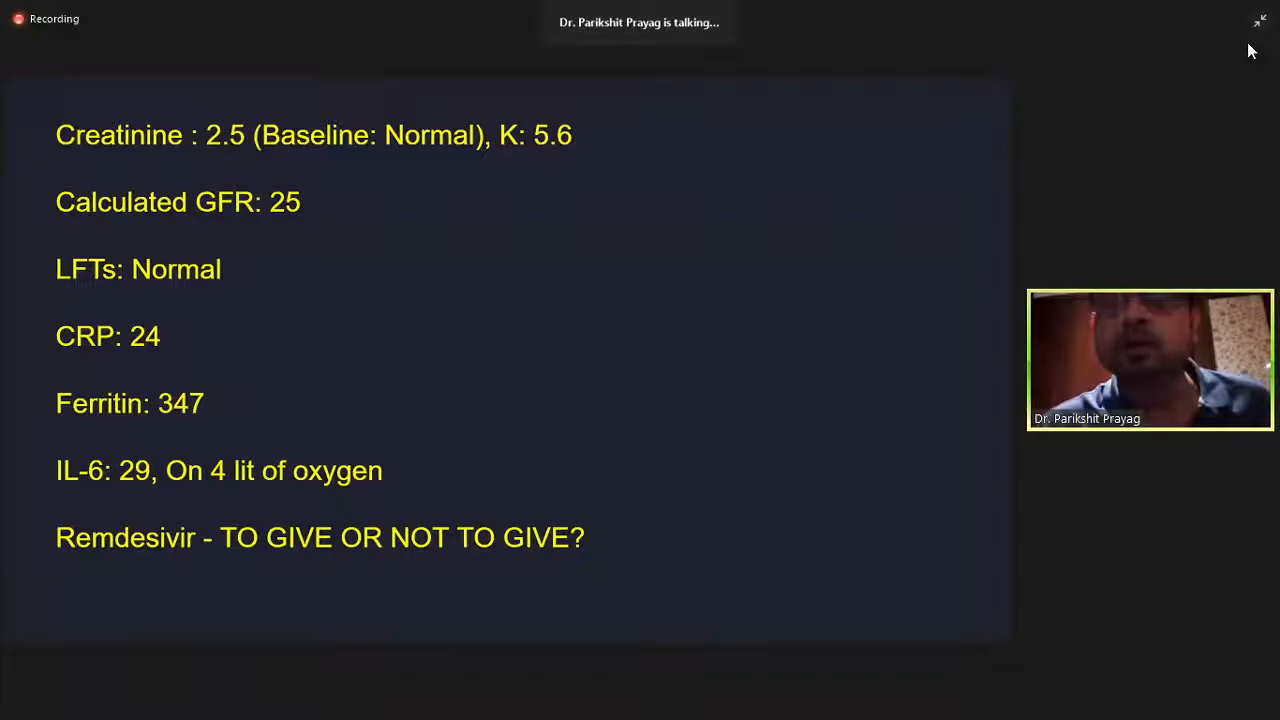 Recording
Dr. Parikshit Prayag is talking...
Creatinine : 2.5 (Baseline: Normal), K: 5.6
Calculated GFR: 25
LFTs: Normal
CRP: 24
Ferritin: 347
IL-6: 29, On 4 lit of oxygen
Remdesivir - TO GIVE OR NOT TO GIVE?
Dr. Parikshit Prayag